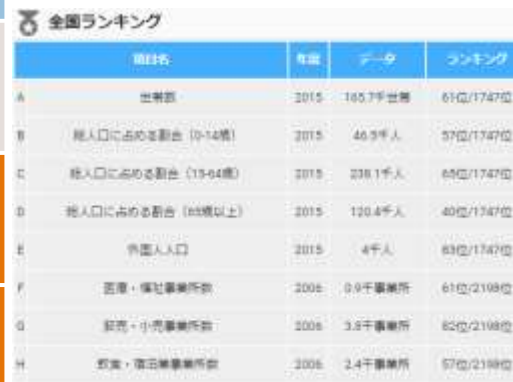 全国ランキング
項目名 年度 データ ランキング
A 世帯数 2015 165.7千世帯 61位/1747位
B 総人口に占める割合（0-14歳） 2015 46.5千人 57位/1747位
C 総人口に占める割合（15-64歳） 2015 238.1千人 65位/1747位
D 総人口に占める割合（65歳以上） 2015 120.4千人 40位/1747位
E 外国人人口 2015 4千人 63位/1747位
F 医療・福祉事業所数 2006 0.9千事業所 61位/2198位
G 卸売・小売事業所数 2006 3.8千事業所 62位/2198位
H 飲食・宿泊業事業所数 2006 2.4千事業所 57位/2198位